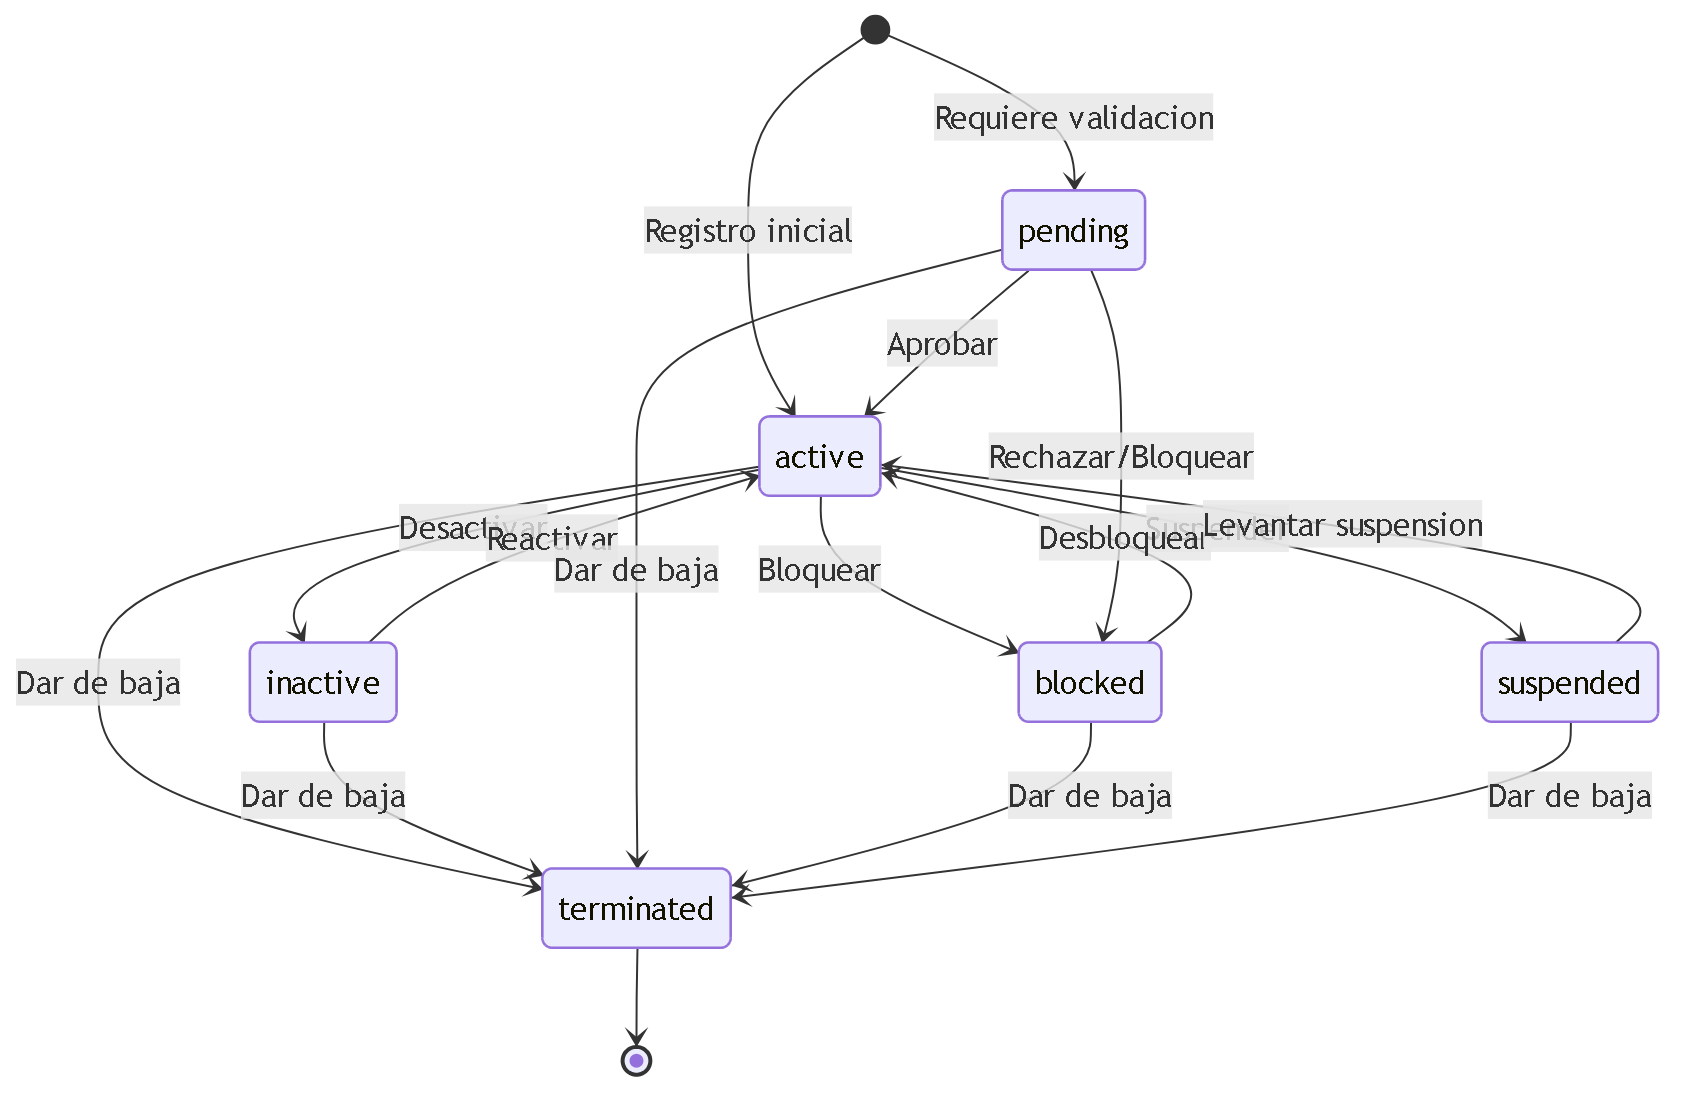 Requiere validacion
Registro inicial
pending
Aprobar
active
Rechazar/Bloquear
Desactivar
Reactivar
Dar de baja
Bloquear
Desbloquear
Suspender
Levantar suspension
Dar de baja
inactive
blocked
suspended
Dar de baja
Dar de baja
Dar de baja
terminated